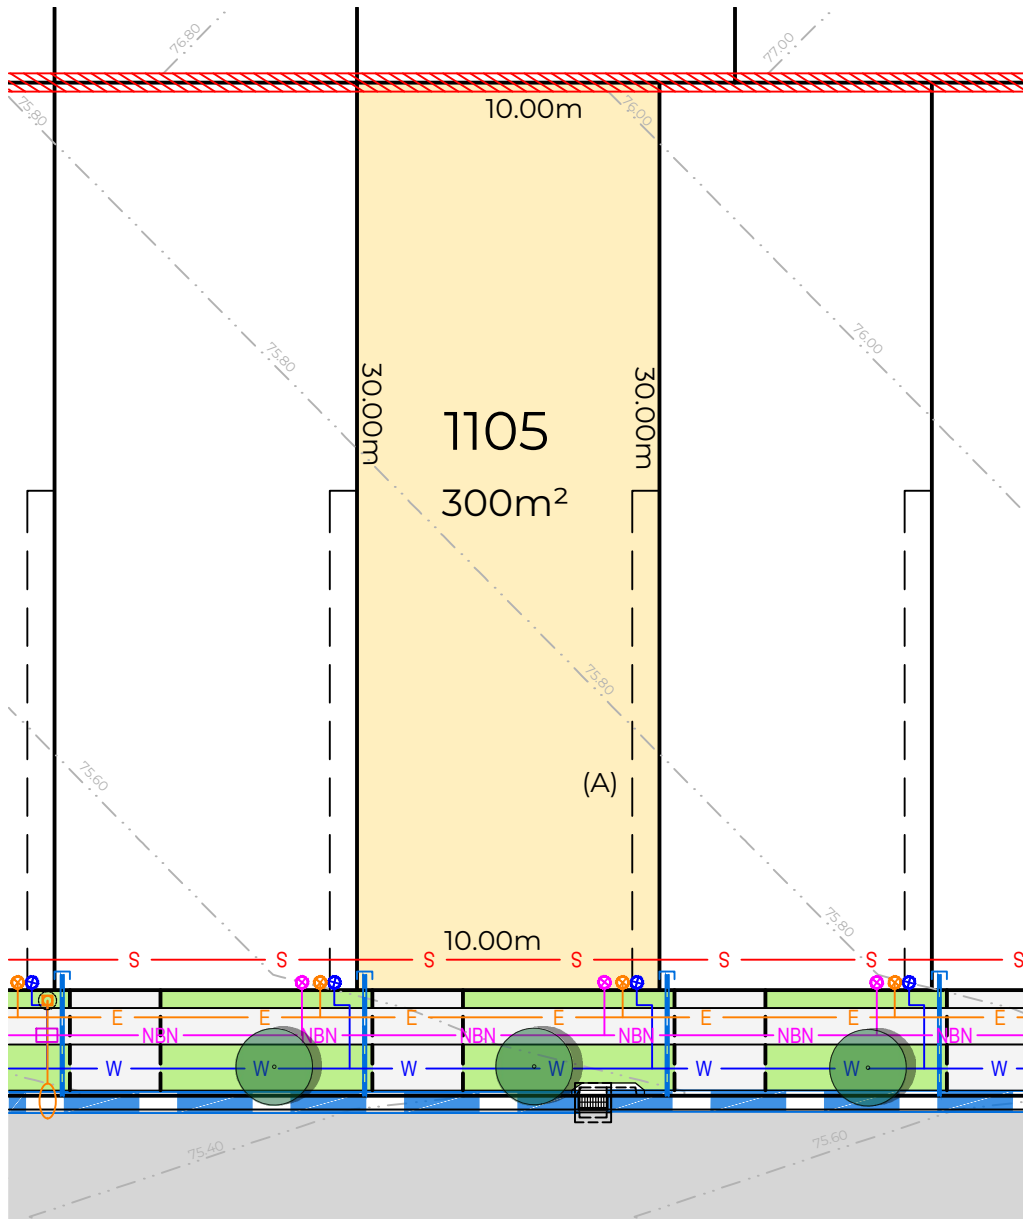 76.80
77.00
75.80
10.00m
76.00
76.00
75.80
30.00m
30.00m
1105
300m²
75.80
(A)
75.60
75.80
10.00m
S S S S S S S
E E E E E E E
NBN NBN NBN NBN NBN
W W W W W W W
75.40
75.60